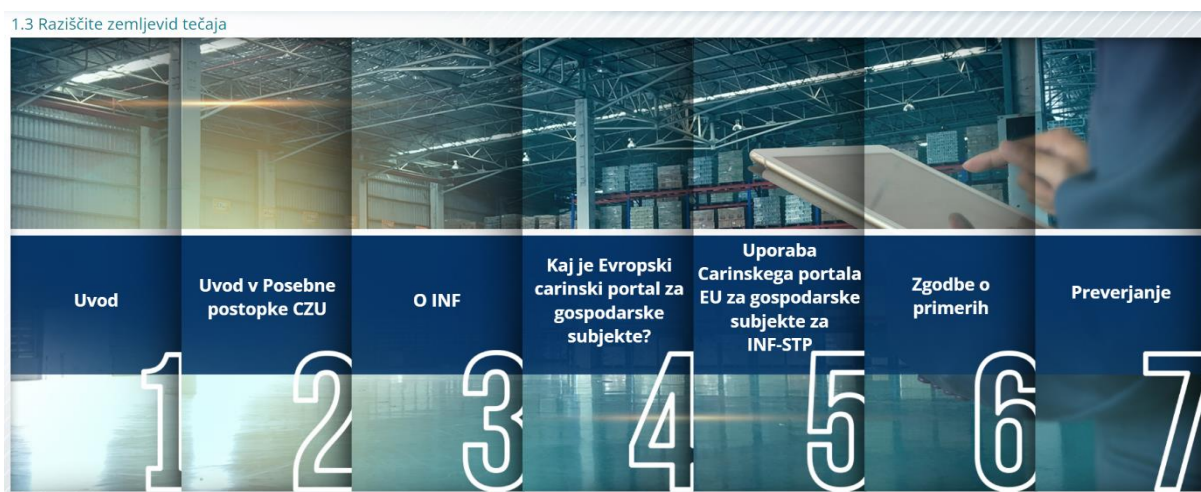 1.3 Raziščite zemljevid tečaja
Uvod
1
Uvod v Posebne
postopke CZU
2
O INF
3
Kaj je Evropski
carinski portal za
gospodarske
subjekte?
4
Uporaba
Carinskega portala
EU za gospodarske
subjekte za
INF-STP
5
Zgodbe o
primerih
6
Preverjanje
7